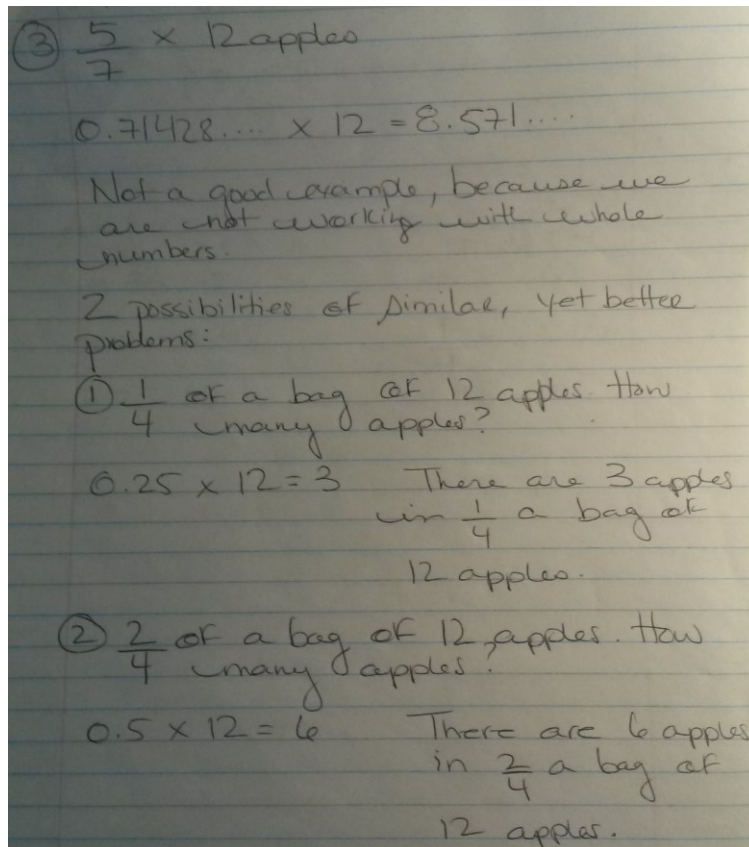 ③ 5/7 × 12 apples
0.71428.... × 12 = 8.571....
Not a good example, because we
are not working with whole
numbers.
2 possibilities of similar, yet better
problems:
① 1/4 of a bag of 12 apples. How
many apples?
0.25 × 12 = 3 There are 3 apples
in 1/4 a bag of
12 apples.
② 2/4 of a bag of 12 apples. How
many apples?
0.5 × 12 = 6 There are 6 apples
in 2/4 a bag of
12 apples.